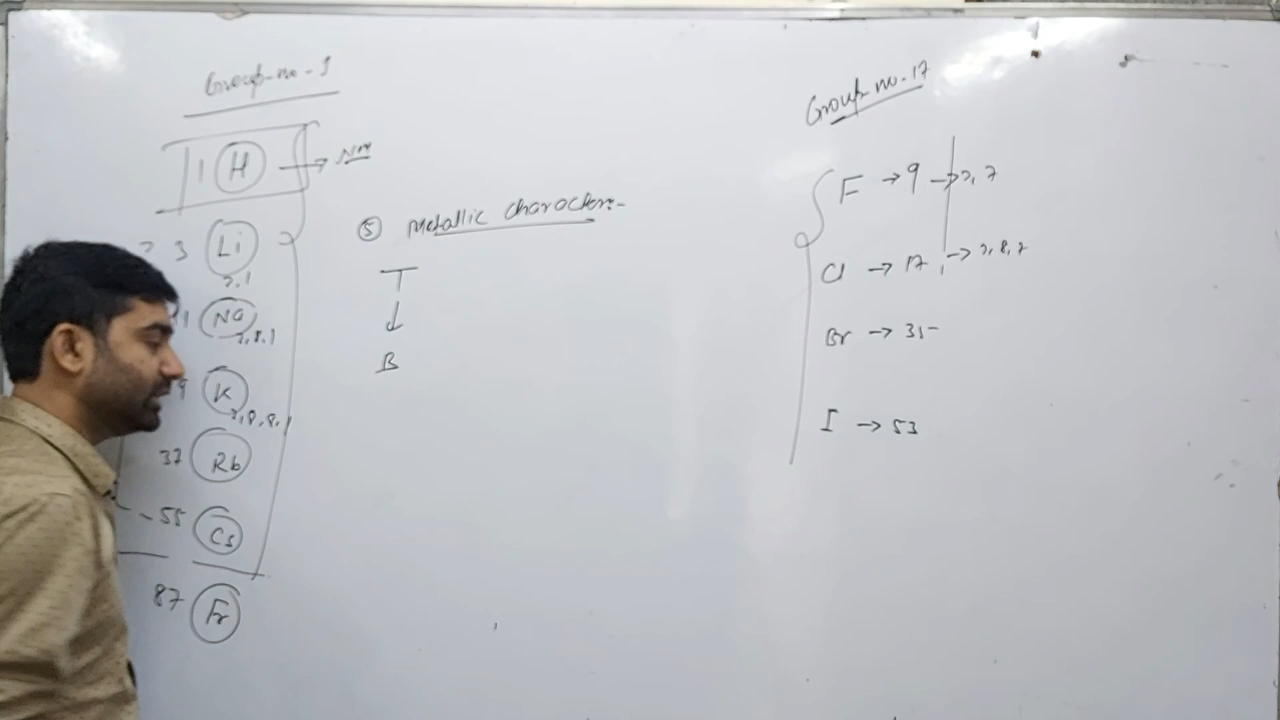 Group-no-1
1 H → NM
3 Li
2,1
Na
2,8,1
K
2,8,8,1
37 Rb
55 Cs
87 Fr
⑤ Metallic character:-
T
↓
B
Group no-17
F → 9 → 2,7
Cl → 17, → 2,8,7
Br → 35
I → 53